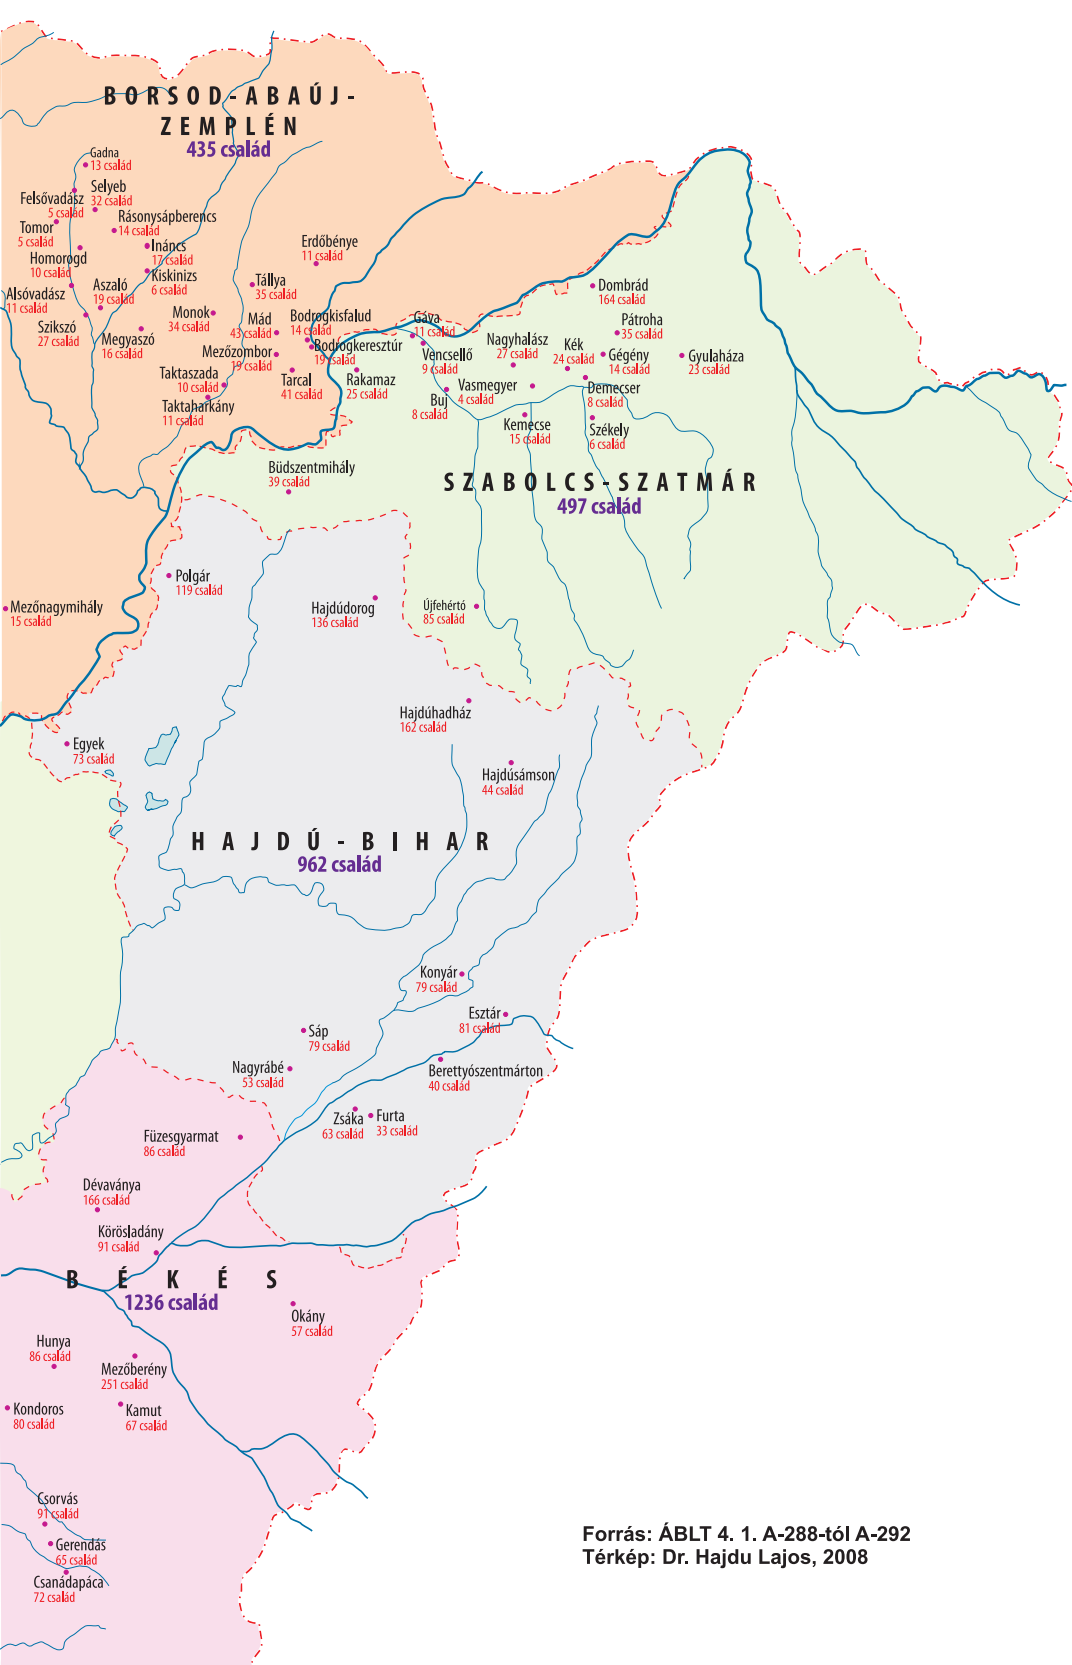 BORSOD-ABAÚJ-
ZEMPLÉN
435 család
Gadna
13 család
Selyeb
32 család
Felsővadász
5 család
Rásonysápberencs
14 család
Tomor
5 család
Ináncs
17 család
Homorogd
10 család
Kiskinizs
6 család
Erdőbénye
11 család
Alsóvadász
11 család
Aszaló
19 család
Tállya
35 család
Monok
34 család
Szikszó
27 család
Megyaszó
16 család
Mád
43 család
Bodrogkisfalud
14 család
Bodrogkeresztúr
19 család
Mezőzombor
19 család
Taktaszada
10 család
Tarcal
41 család
Taktaharkány
11 család
Mezőnagymihály
15 család
Rakamaz
25 család
Gáva
11 család
Vencsellő
9 család
Buj
8 család
Nagyhalász
27 család
Vasmegyer
4 család
Kemecse
15 család
Dombrád
164 család
Pátroha
35 család
Kék
24 család
Gégény
14 család
Gyulaháza
23 család
Demecser
8 család
Székely
6 család
Büdszentmihály
39 család
SZABOLCS-SZATMÁR
497 család
Újfehértó
85 család
Polgár
119 család
Hajdúdorog
136 család
Hajdúhadház
162 család
Egyek
73 család
Hajdúsámson
44 család
HAJDÚ-BIHAR
962 család
Konyár
79 család
Esztár
81 család
Sáp
79 család
Nagyrábé
53 család
Berettyószentmárton
40 család
Zsáka
63 család
Furta
33 család
Füzesgyarmat
86 család
Dévaványa
166 család
Körösladány
91 család
BÉKÉS
1236 család
Okány
57 család
Hunya
86 család
Mezőberény
251 család
Kondoros
80 család
Kamut
67 család
Csorvás
91 család
Gerendás
65 család
Csanádapáca
72 család
Forrás: ÁBLT 4. 1. A-288-tól A-292
Térkép: Dr. Hajdu Lajos, 2008